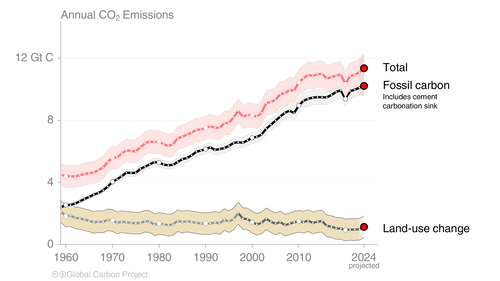 Annual CO₂ Emissions
12 Gt C
8
4
0
Total
Fossil carbon
Includes cement
carbonation sink
Land-use change
1960 1970 1980 1990 2000 2010 2024
projected
Global Carbon Project